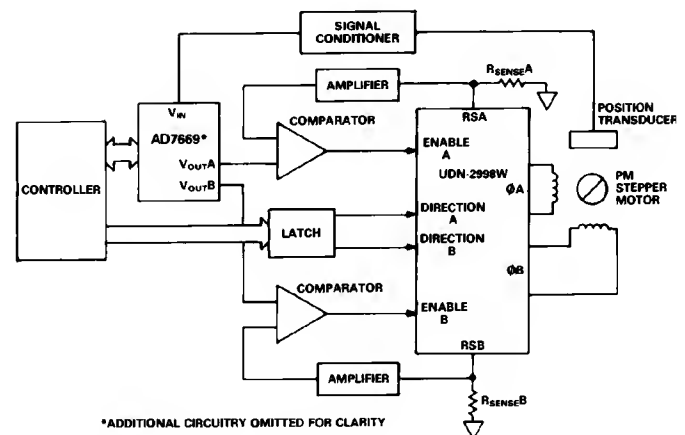 SIGNAL
CONDITIONER
AMPLIFIER
RSENSEA
VIN
AD7669*
VOUTA
VOUTB
COMPARATOR
RSA
POSITION
TRANSDUCER
ENABLE
A
UDN-2998W
CONTROLLER
ØA
PM
STEPPER
MOTOR
LATCH
DIRECTION
A
DIRECTION
B
COMPARATOR
ØB
ENABLE
B
RSB
AMPLIFIER
RSENSEB
*ADDITIONAL CIRCUITRY OMITTED FOR CLARITY